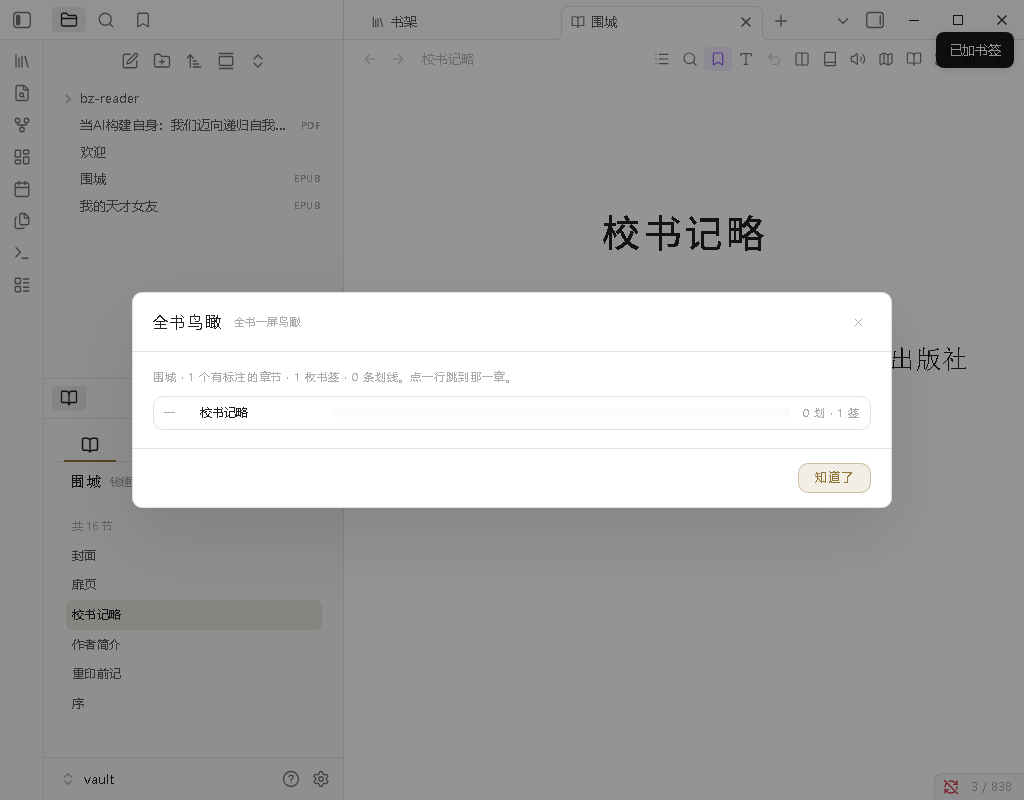 书架
围城
已加书签
校书记略
bz-reader
当AI构建自身：我们迈向递归自我... PDF
欢迎
围城 EPUB
我的天才女友 EPUB
校书记略
出版社
全书鸟瞰 全书一屏鸟瞰
围城 · 1 个有标注的章节 · 1 枚书签 · 0 条划线。点一行跳到那一章。
— 校书记略 0 划 · 1 签
知道了
围城
共 16 节
封面
扉页
校书记略
作者简介
重印前记
序
vault
3 / 838